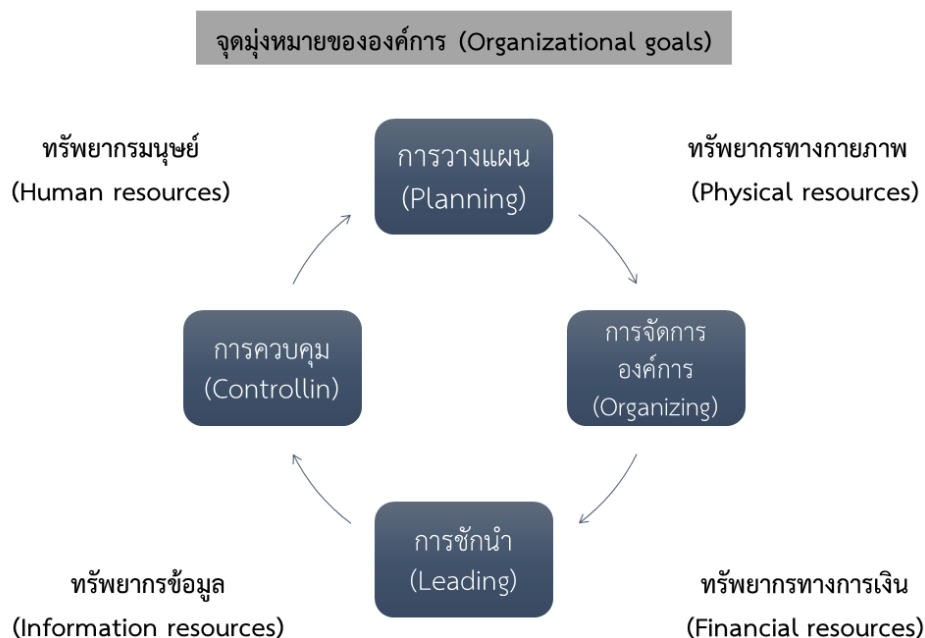 จุดมุ่งหมายขององค์การ (Organizational goals)
ทรัพยากรมนุษย์
(Human resources)
การวางแผน
(Planning)
ทรัพยากรทางกายภาพ
(Physical resources)
การควบคุม
(Controllin)
การจัดการ
องค์การ
(Organizing)
การชักนำ
(Leading)
ทรัพยากรข้อมูล
(Information resources)
ทรัพยากรทางการเงิน
(Financial resources)